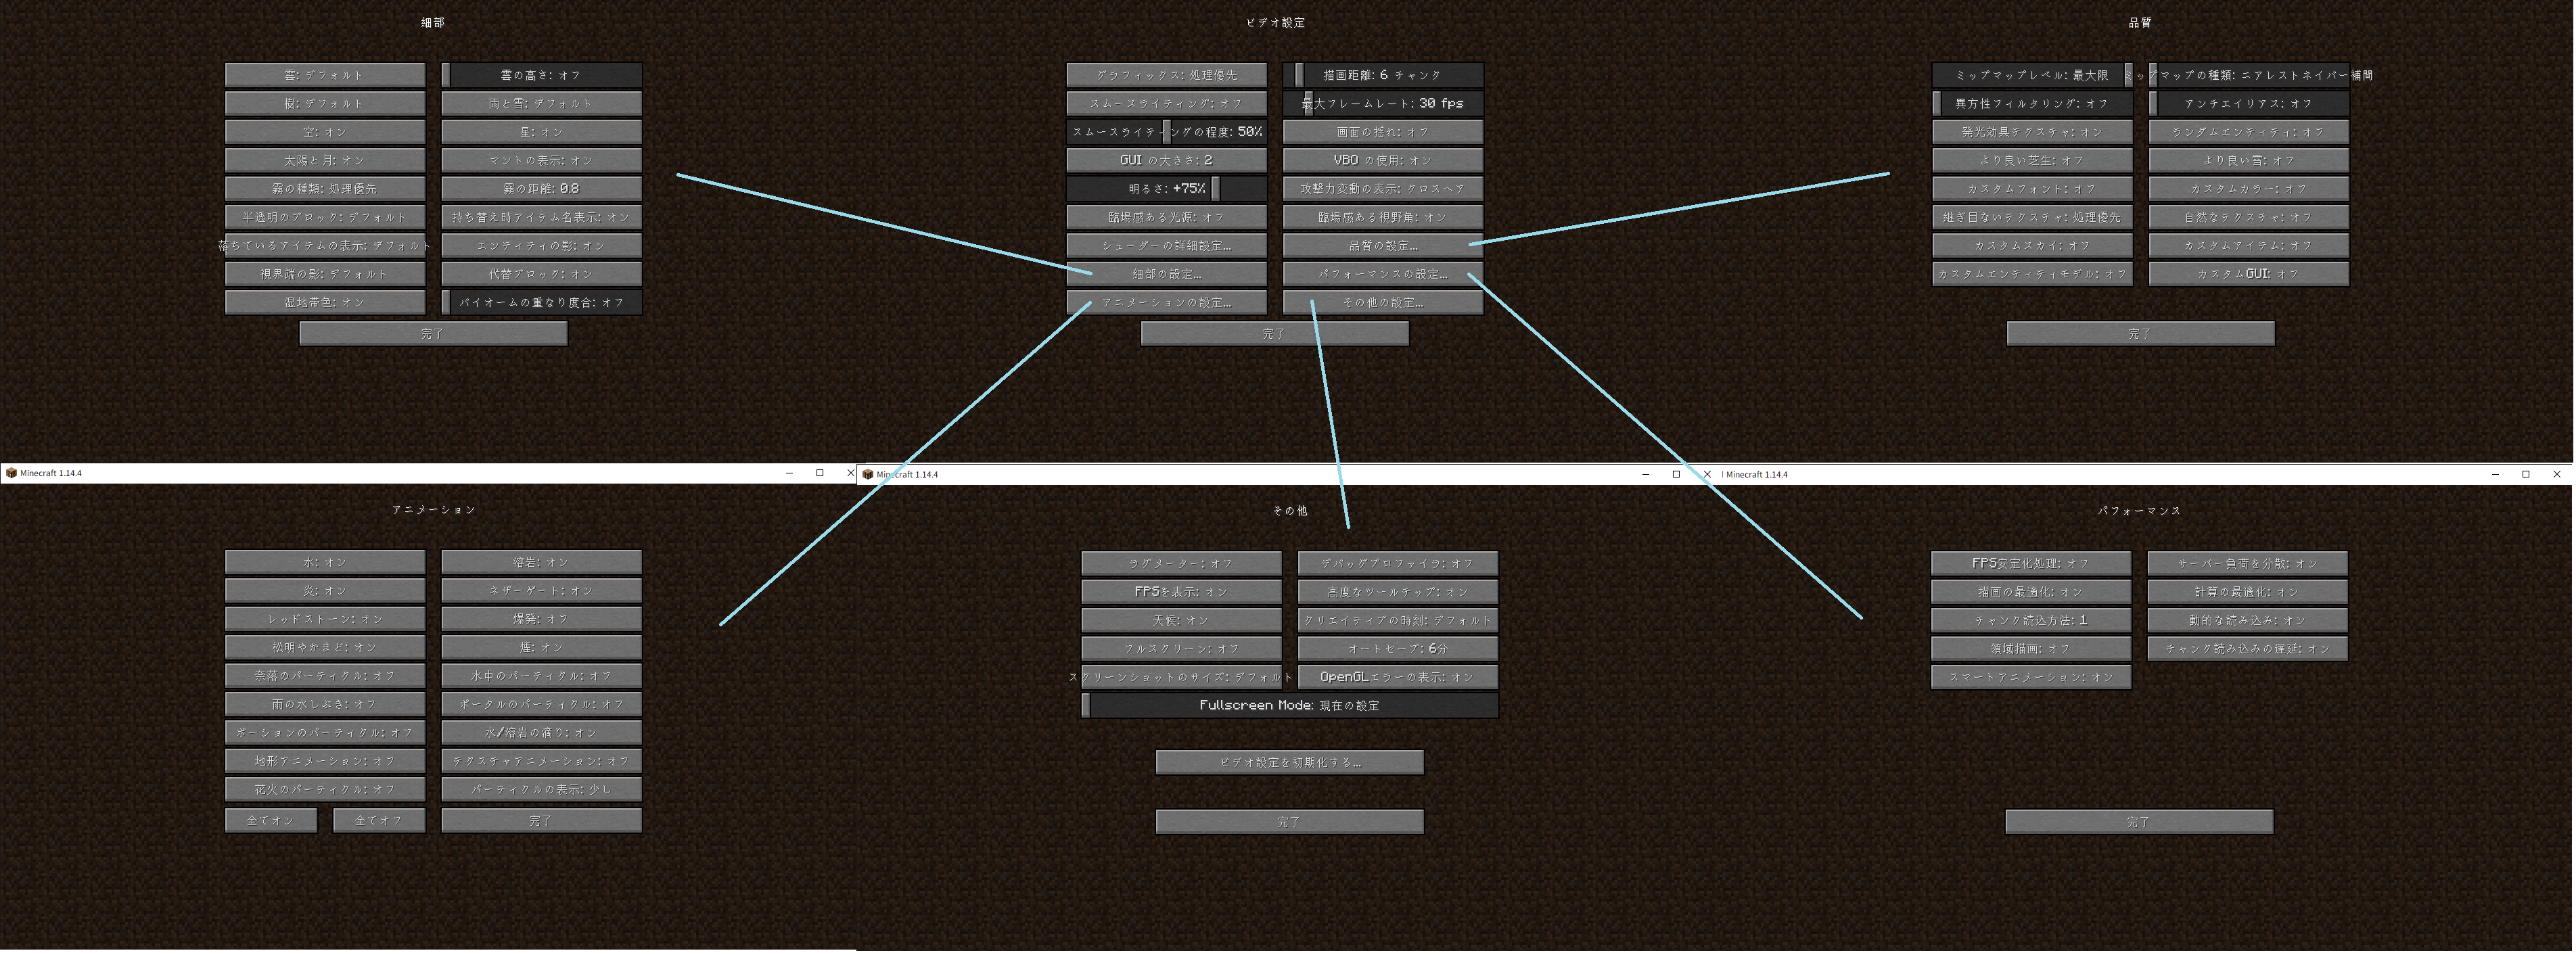 細部
雲: デフォルト
雲の高さ: オフ
樹: デフォルト
雨と雪: デフォルト
空: オン
星: オン
太陽と月: オン
マントの表示: オン
霧の種類: 処理優先
霧の距離: 0.8
半透明のブロック: デフォルト
持ち替え時アイテム名表示: オン
落ちているアイテムの表示: デフォルト
エンティティの影: オン
視界端の影: デフォルト
代替ブロック: オン
湿地帯色: オン
バイオームの重なり度合: オフ
完了
ビデオ設定
グラフィックス: 処理優先
描画距離: 6 チャンク
スムースライティング: オフ
最大フレームレート: 30 fps
スムースライティングの程度: 50%
画面の揺れ: オフ
GUI の大きさ: 2
VBO の使用: オン
明るさ: +75%
攻撃力変動の表示: クロスヘア
臨場感ある光源: オフ
臨場感ある視野角: オン
シェーダーの詳細設定...
品質の設定...
細部の設定...
パフォーマンスの設定...
アニメーションの設定...
その他の設定...
完了
品質
ミップマップレベル: 最大限
ミップマップの種類: ニアレストネイバー補間
異方性フィルタリング: オフ
アンチエイリアス: オフ
発光効果テクスチャ: オン
ランダムエンティティ: オフ
より良い芝生: オフ
より良い雪: オフ
カスタムフォント: オフ
カスタムカラー: オフ
継ぎ目ないテクスチャ: 処理優先
自然なテクスチャ: オフ
カスタムスカイ: オフ
カスタムアイテム: オフ
カスタムエンティティモデル: オフ
カスタムGUI: オフ
完了
Minecraft 1.14.4
アニメーション
水: オン
溶岩: オン
炎: オン
ネザーゲート: オン
レッドストーン: オン
爆発: オフ
松明やかまど: オン
煙: オン
奈落のパーティクル: オフ
水中のパーティクル: オフ
雨の水しぶき: オフ
ポータルのパーティクル: オフ
ポーションのパーティクル: オフ
水/溶岩の滴り: オン
地形アニメーション: オフ
テクスチャアニメーション: オフ
花火のパーティクル: オフ
パーティクルの表示: 少し
全てオン
全てオフ
完了
Minecraft 1.14.4
その他
ラグメーター: オフ
デバッグプロファイラ: オフ
FPSを表示: オン
高度なツールチップ: オン
天候: オン
クリエイティブの時刻: デフォルト
フルスクリーン: オフ
オートセーブ: 6分
スクリーンショットのサイズ: デフォルト
OpenGLエラーの表示: オン
Fullscreen Mode: 現在の設定
ビデオ設定を初期化する...
完了
Minecraft 1.14.4
パフォーマンス
FPS安定化処理: オフ
サーバー負荷を分散: オン
描画の最適化: オン
計算の最適化: オン
チャンク読込方法: 1
動的な読み込み: オン
領域描画: オフ
チャンク読み込みの遅延: オン
スマートアニメーション: オン
完了